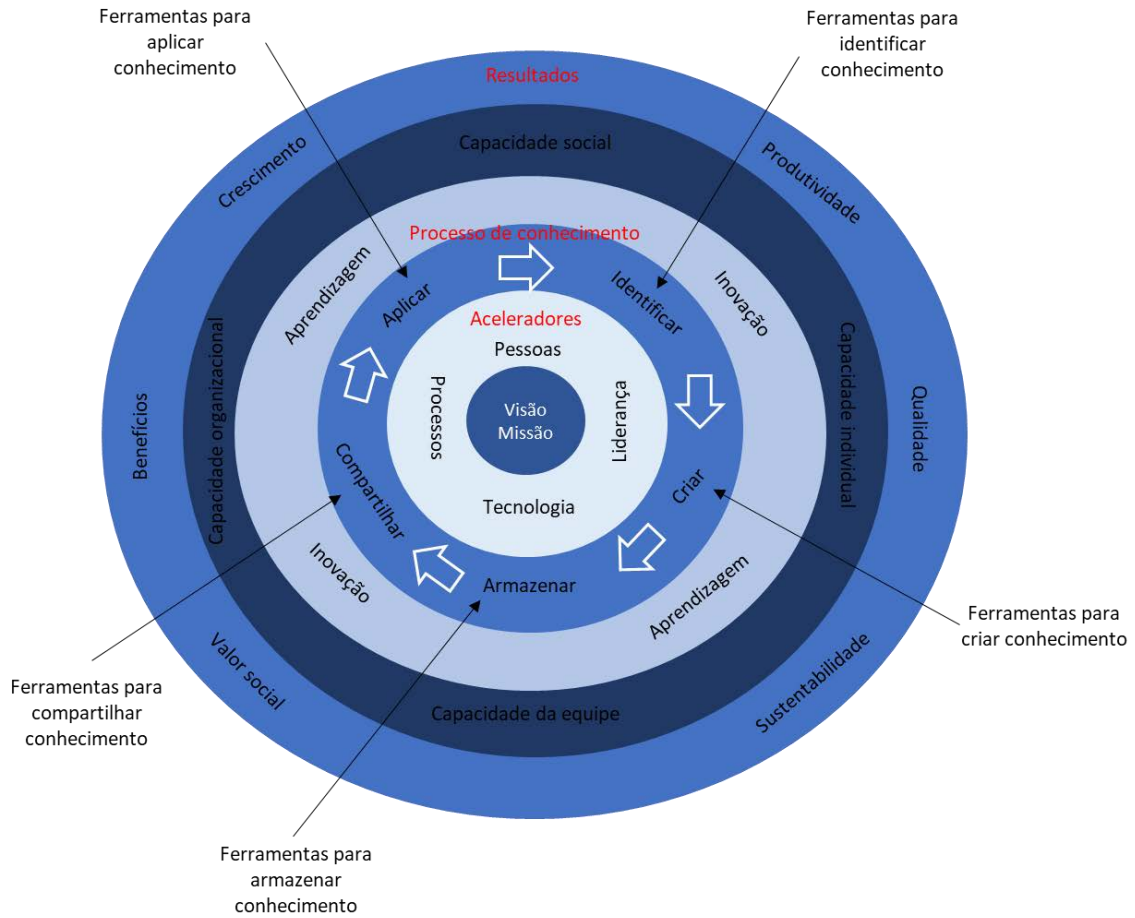 Ferramentas para
aplicar
conhecimento
Ferramentas para
identificar
conhecimento
Resultados
Capacidade social
Crescimento
Produtividade
Processo de conhecimento
Aprendizagem
Aplicar
Identificar
Inovação
Aceleradores
Pessoas
Processos
Visão
Missão
Liderança
Tecnologia
Benefícios
Capacidade organizacional
Capacidade individual
Qualidade
Compartilhar
Criar
Armazenar
Inovação
Aprendizagem
Ferramentas para
criar conhecimento
Valor social
Capacidade da equipe
Sustentabilidade
Ferramentas para
compartilhar
conhecimento
Ferramentas para
armazenar
conhecimento